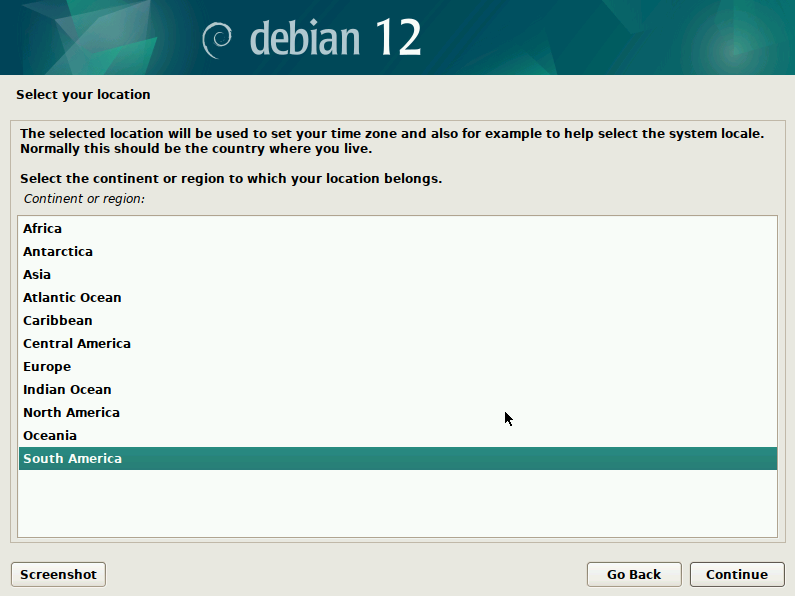 debian 12
Select your location
The selected location will be used to set your time zone and also for example to help select the system locale.
Normally this should be the country where you live.
Select the continent or region to which your location belongs.
Continent or region:
Africa
Antarctica
Asia
Atlantic Ocean
Caribbean
Central America
Europe
Indian Ocean
North America
Oceania
South America
Screenshot
Go Back
Continue